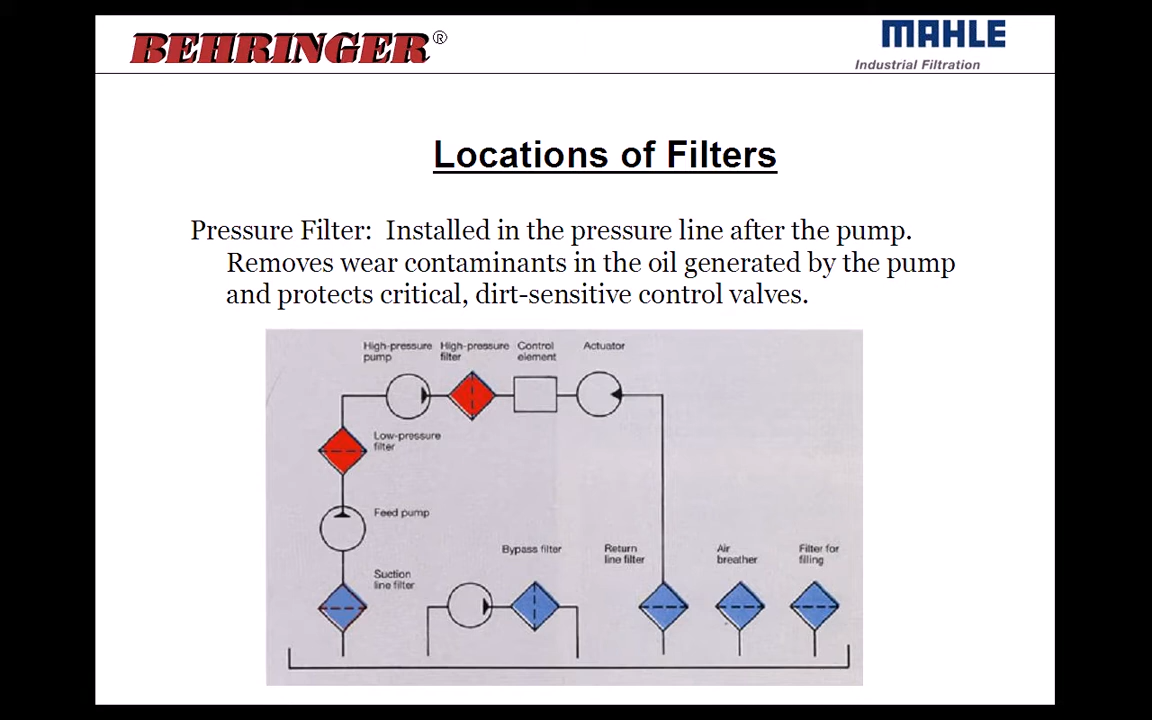 BEHRINGER®
MAHLE
Industrial Filtration
Locations of Filters
Pressure Filter: Installed in the pressure line after the pump.
Removes wear contaminants in the oil generated by the pump
and protects critical, dirt-sensitive control valves.
High-pressure
pump
High-pressure
filter
Control
element
Actuator
Low-pressure
filter
Feed pump
Suction
line filter
Bypass filter
Return
line filter
Air
breather
Filter for
filling